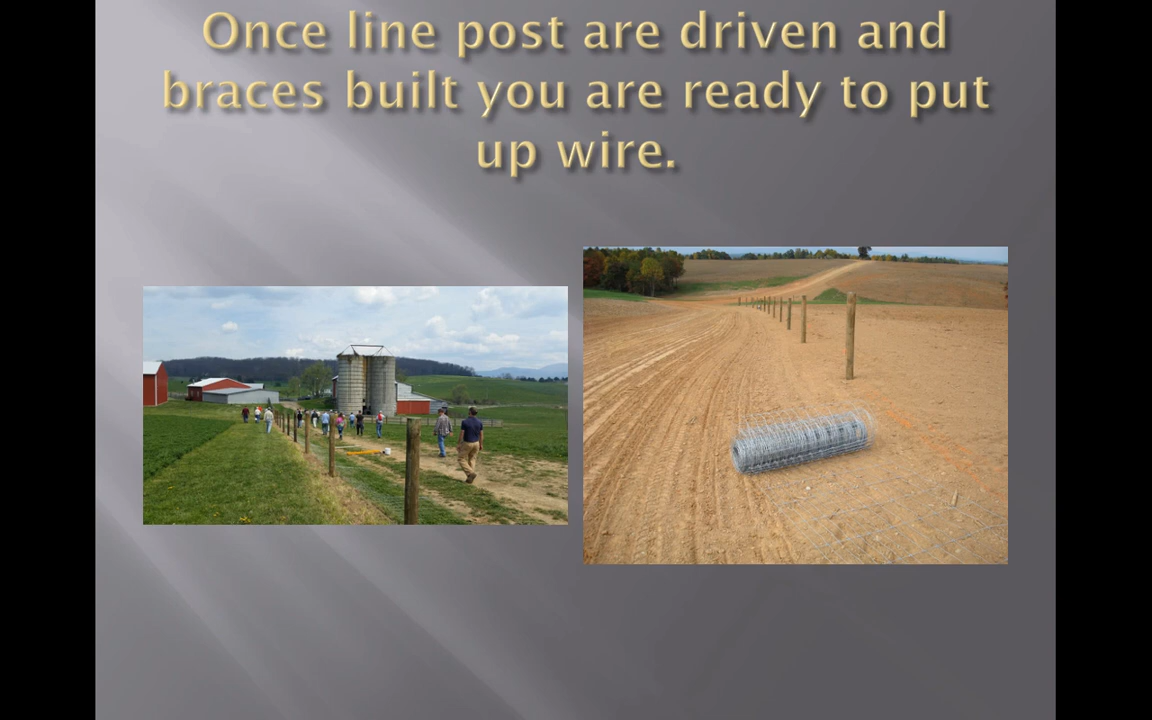 Once line post are driven and
braces built you are ready to put
up wire.